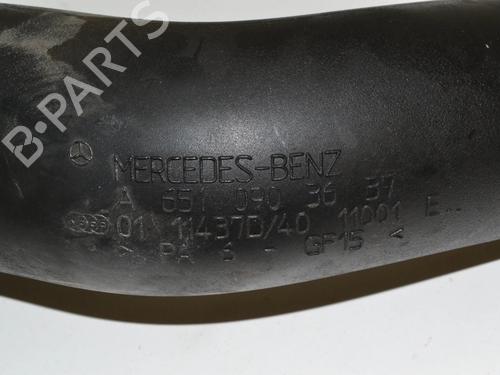 B-PARTS
MERCEDES-BENZ
A 651 090 36 37
01 11437D/40 11001 E...
> PA 6 - GF15 <